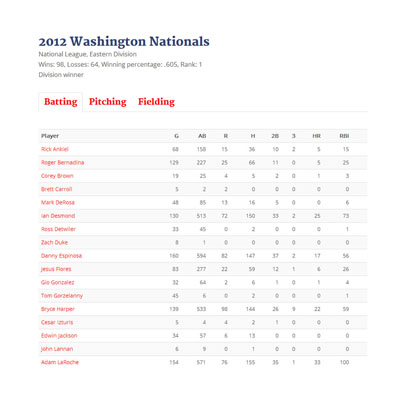 2012 Washington Nationals
National League, Eastern Division
Wins: 98, Losses: 64, Winning percentage: .605, Rank: 1
Division winner
Batting Pitching Fielding
Player G AB R H 2B 3 HR RBI
Rick Ankiel 68 158 15 36 10 2 5 15
Roger Bernadina 129 227 25 66 11 0 5 25
Corey Brown 19 25 4 5 2 0 1 3
Brett Carroll 5 2 2 0 0 0 0 0
Mark DeRosa 48 85 13 16 5 0 0 6
Ian Desmond 130 513 72 150 33 2 25 73
Ross Detwiler 33 45 0 2 0 0 0 1
Zach Duke 8 1 0 0 0 0 0 0
Danny Espinosa 160 594 82 147 37 2 17 56
Jesus Flores 83 277 22 59 12 1 6 26
Gio Gonzalez 32 64 2 6 1 0 1 4
Tom Gorzelanny 45 6 0 2 0 0 0 1
Bryce Harper 139 533 98 144 26 9 22 59
Cesar Izturis 5 4 4 2 1 0 0 0
Edwin Jackson 34 57 6 13 0 0 0 0
John Lannan 6 9 0 1 0 0 0 0
Adam LaRoche 154 571 76 155 35 1 33 100